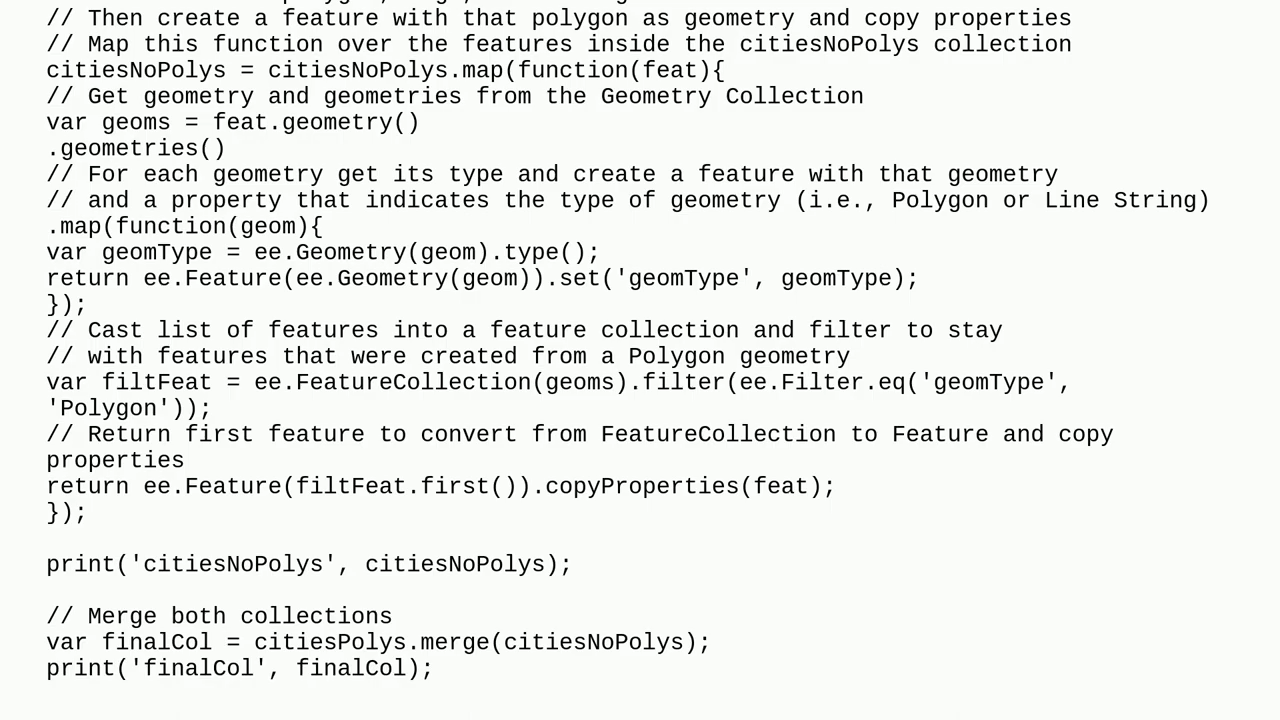 // Then create a feature with that polygon as geometry and copy properties
// Map this function over the features inside the citiesNoPolys collection
citiesNoPolys = citiesNoPolys.map(function(feat){
// Get geometry and geometries from the Geometry Collection
var geoms = feat.geometry()
.geometries()
// For each geometry get its type and create a feature with that geometry
// and a property that indicates the type of geometry (i.e., Polygon or Line String)
.map(function(geom){
var geomType = ee.Geometry(geom).type();
return ee.Feature(ee.Geometry(geom)).set('geomType', geomType);
});
// Cast list of features into a feature collection and filter to stay
// with features that were created from a Polygon geometry
var filtFeat = ee.FeatureCollection(geoms).filter(ee.Filter.eq('geomType',
'Polygon'));
// Return first feature to convert from FeatureCollection to Feature and copy
properties
return ee.Feature(filtFeat.first()).copyProperties(feat);
});
print('citiesNoPolys', citiesNoPolys);
// Merge both collections
var finalCol = citiesPolys.merge(citiesNoPolys);
print('finalCol', finalCol);